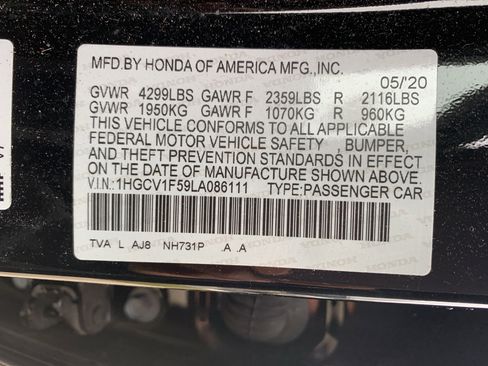 MFD.BY HONDA OF AMERICA MFG.,INC.
05/'20
GVWR 4299LBS GAWR F 2359LBS R 2116LBS
GVWR 1950KG GAWR F 1070KG R 960KG
THIS VEHICLE CONFORMS TO ALL APPLICABLE
FEDERAL MOTOR VEHICLE SAFETY , BUMPER,
AND THEFT PREVENTION STANDARDS IN EFFECT
ON THE DATE OF MANUFACTURE SHOWN ABOVE.
V.I.N.:1HGCV1F59LA086111 TYPE:PASSENGER CAR
TVA L AJ8 NH731P .A .A